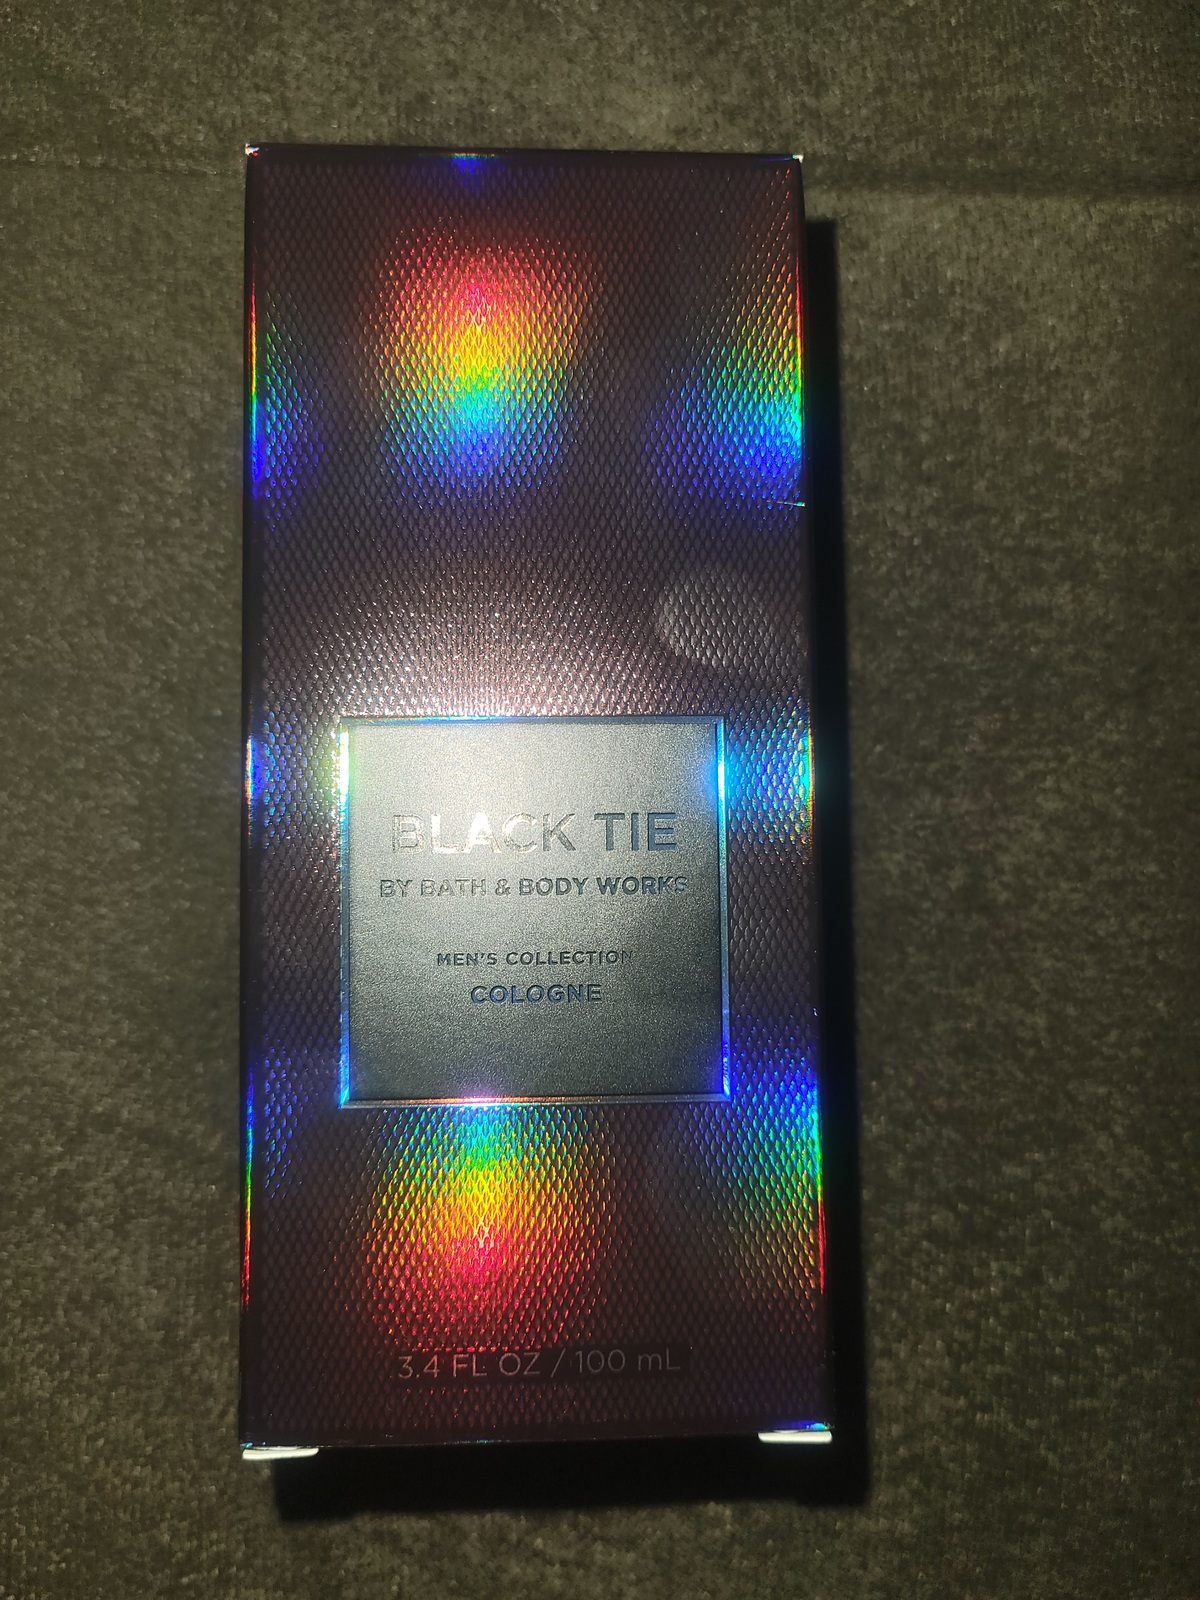 BLACK TIE
BY BATH & BODY WORKS
MEN'S COLLECTION
COLOGNE
3.4 FL OZ / 100 mL